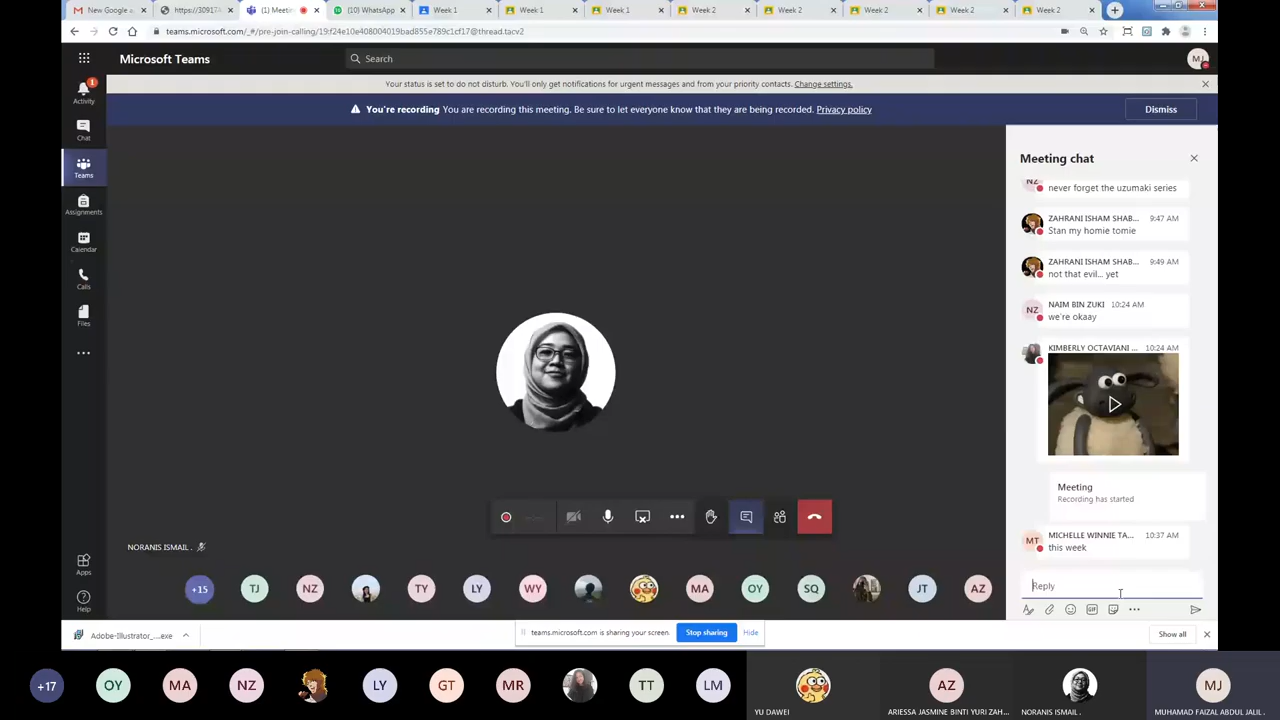 New Google a
https://30917
(1) Meeti
(10) WhatsApp
Week 1
Week 1
Week 1
Week 2
Week 2
Week 2
Week 2
Week 2
teams.microsoft.com/_#/pre-join-calling/19:f24e10e408004019bad855e789c1cf17@thread.tacv2
Microsoft Teams
Search
MJ
Your status is set to do not disturb. You'll only get notifications for urgent messages and from your priority contacts. Change settings.
You're recording You are recording this meeting. Be sure to let everyone know that they are being recorded. Privacy policy
Dismiss
1
Activity
Chat
Teams
Assignments
Calendar
Calls
Files
Apps
Help
Meeting chat
NZ
never forget the uzumaki series
ZAHRANI ISHAM SHAB... 9:47 AM
Stan my homie tomie
ZAHRANI ISHAM SHAB... 9:49 AM
not that evil... yet
NZ
NAIM BIN ZUKI 10:24 AM
we're okaay
KIMBERLY OCTAVIANI ... 10:24 AM
Meeting
Recording has started
MT
MICHELLE WINNIE TA... 10:37 AM
this week
Reply
GIF
NORANIS ISMAIL .
+15 TJ NZ TY LY WY MA OY SQ JT AZ
Adobe-Illustrator_....exe
teams.microsoft.com is sharing your screen. Stop sharing Hide
Show all
+17 OY MA NZ LY GT MR TT LM AZ MJ
YU DAWEI
ARIESSA JASMINE BINTI YURI ZAH...
NORANIS ISMAIL .
MUHAMAD FAIZAL ABDUL JALIL .